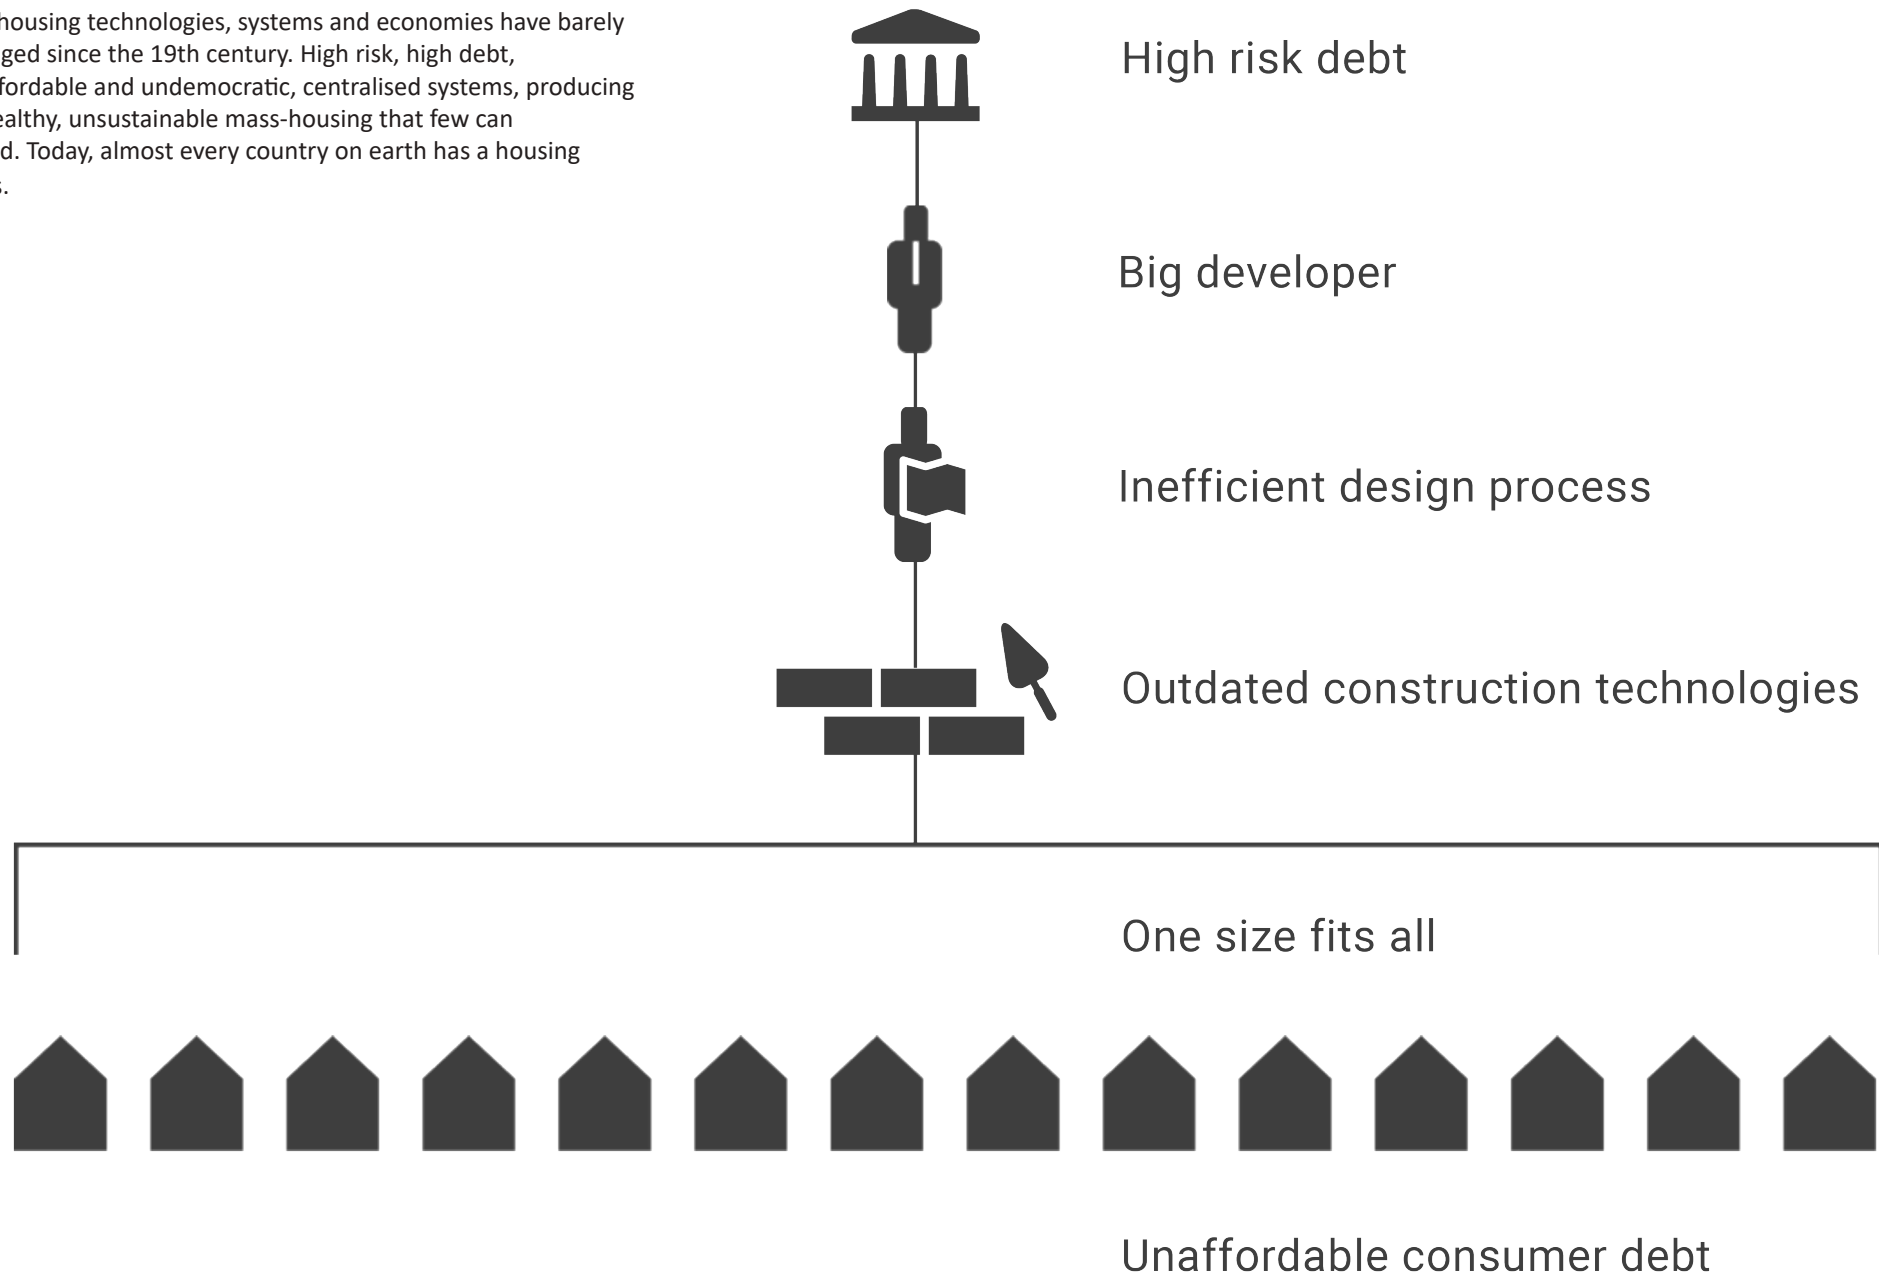 housing technologies, systems and economies have barely
ged since the 19th century. High risk, high debt,
fordable and undemocratic, centralised systems, producing
ealthy, unsustainable mass-housing that few can
d. Today, almost every country on earth has a housing
s.
High risk debt
Big developer
Inefficient design process
Outdated construction technologies
One size fits all
Unaffordable consumer debt